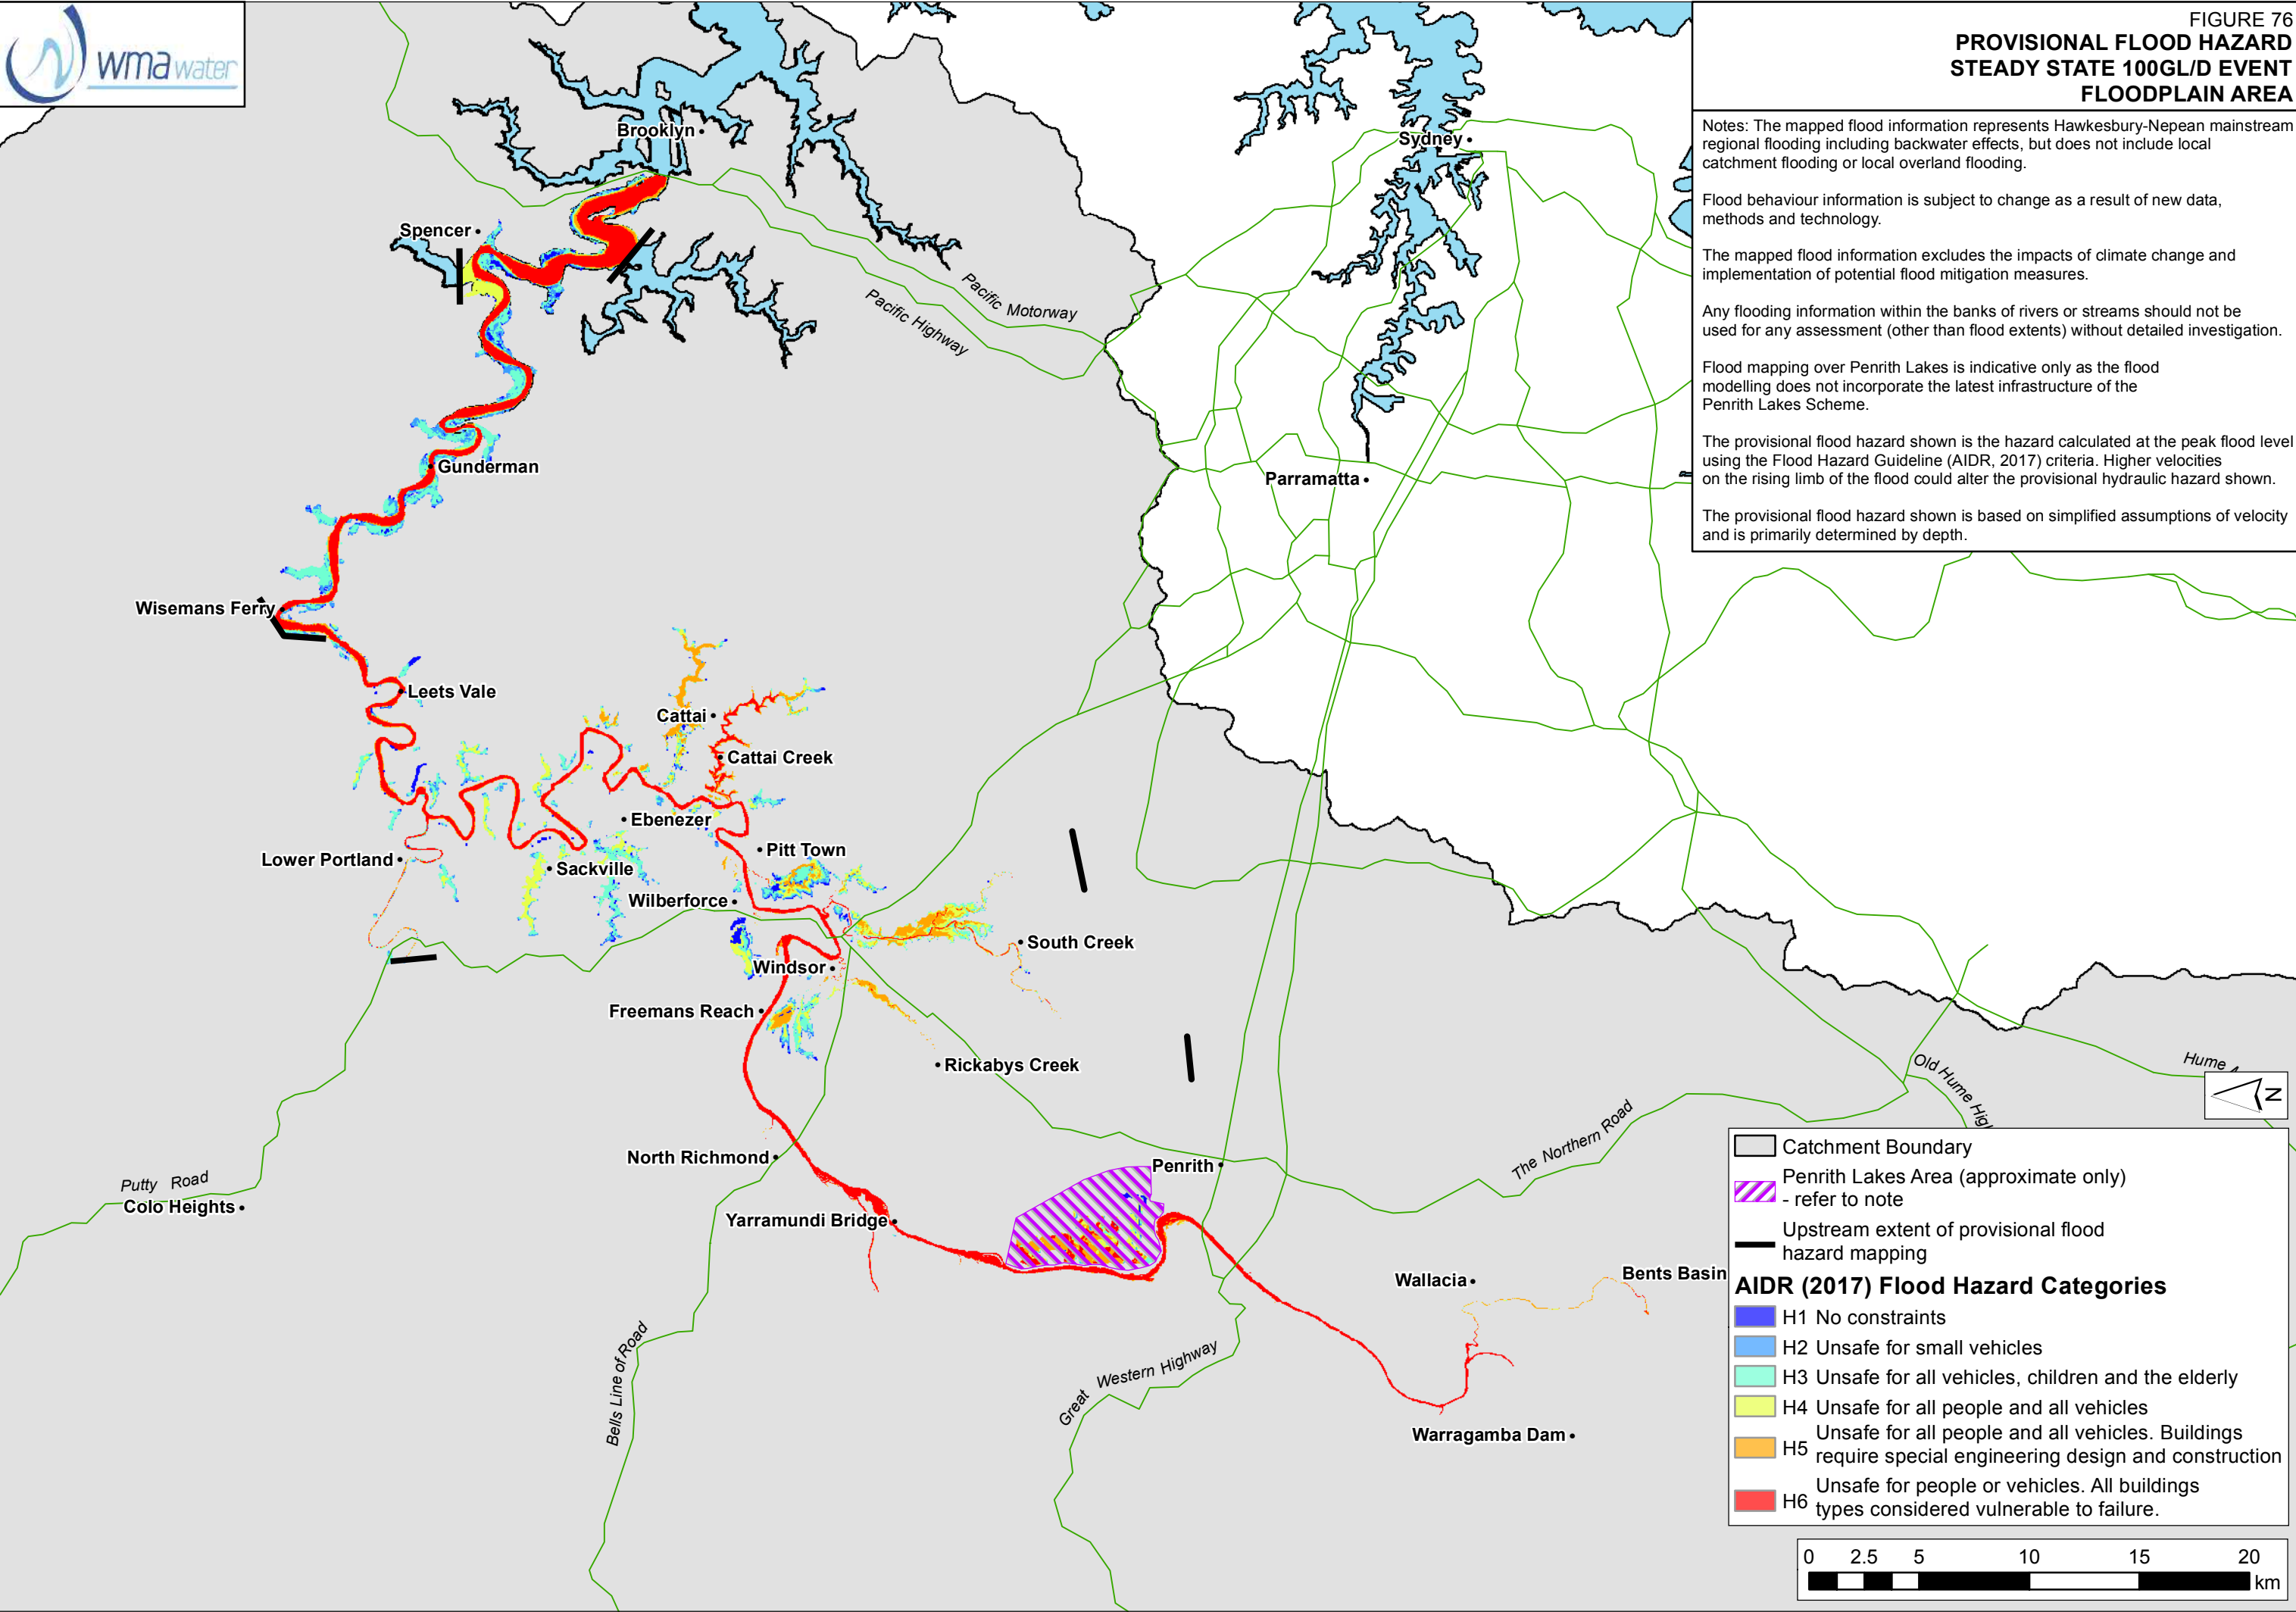 wmawater
FIGURE 76
PROVISIONAL FLOOD HAZARD
STEADY STATE 100GL/D EVENT
FLOODPLAIN AREA
Notes: The mapped flood information represents Hawkesbury-Nepean mainstream
regional flooding including backwater effects, but does not include local
catchment flooding or local overland flooding.
Flood behaviour information is subject to change as a result of new data,
methods and technology.
The mapped flood information excludes the impacts of climate change and
implementation of potential flood mitigation measures.
Any flooding information within the banks of rivers or streams should not be
used for any assessment (other than flood extents) without detailed investigation.
Flood mapping over Penrith Lakes is indicative only as the flood
modelling does not incorporate the latest infrastructure of the
Penrith Lakes Scheme.
The provisional flood hazard shown is the hazard calculated at the peak flood level
using the Flood Hazard Guideline (AIDR, 2017) criteria. Higher velocities
on the rising limb of the flood could alter the provisional hydraulic hazard shown.
The provisional flood hazard shown is based on simplified assumptions of velocity
and is primarily determined by depth.
Brooklyn
Sydney
Spencer
Pacific Motorway
Pacific Highway
Gunderman
Parramatta
Wisemans Ferry
Leets Vale
Cattai
Cattai Creek
Ebenezer
Pitt Town
Lower Portland
Sackville
Wilberforce
South Creek
Windsor
Freemans Reach
Rickabys Creek
Old Hume Hig
Hume
N
The Northern Road
North Richmond
Penrith
Putty Road
Colo Heights
Yarramundi Bridge
Wallacia
Bents Basin
Bells Line of Road
Great Western Highway
Warragamba Dam
Catchment Boundary
Penrith Lakes Area (approximate only)
- refer to note
Upstream extent of provisional flood
hazard mapping
AIDR (2017) Flood Hazard Categories
H1 No constraints
H2 Unsafe for small vehicles
H3 Unsafe for all vehicles, children and the elderly
H4 Unsafe for all people and all vehicles
H5 Unsafe for all people and all vehicles. Buildings
require special engineering design and construction
H6 Unsafe for people or vehicles. All buildings
types considered vulnerable to failure.
0 2.5 5 10 15 20
km